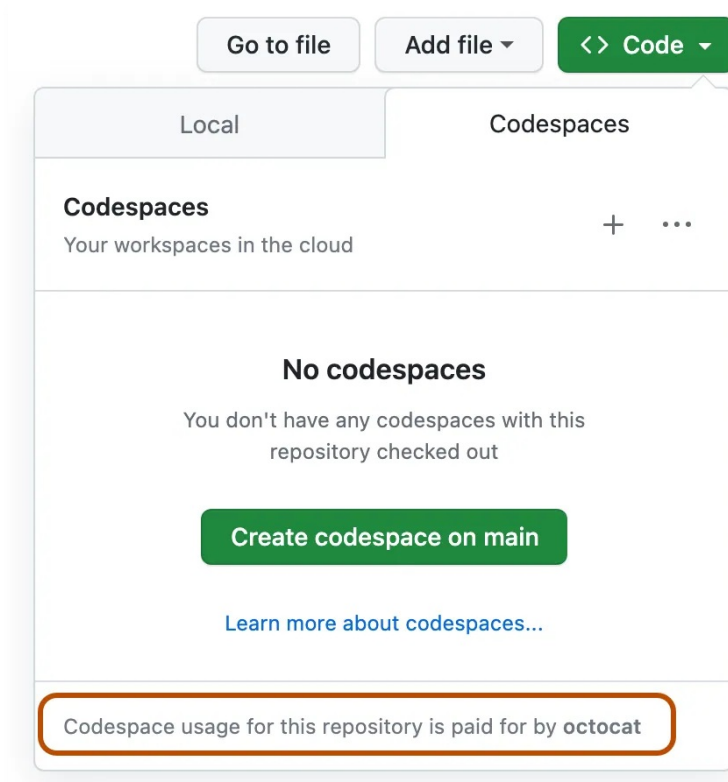 Go to file Add file <> Code
Local Codespaces
Codespaces
Your workspaces in the cloud
No codespaces
You don't have any codespaces with this
repository checked out
Create codespace on main
Learn more about codespaces...
Codespace usage for this repository is paid for by octocat